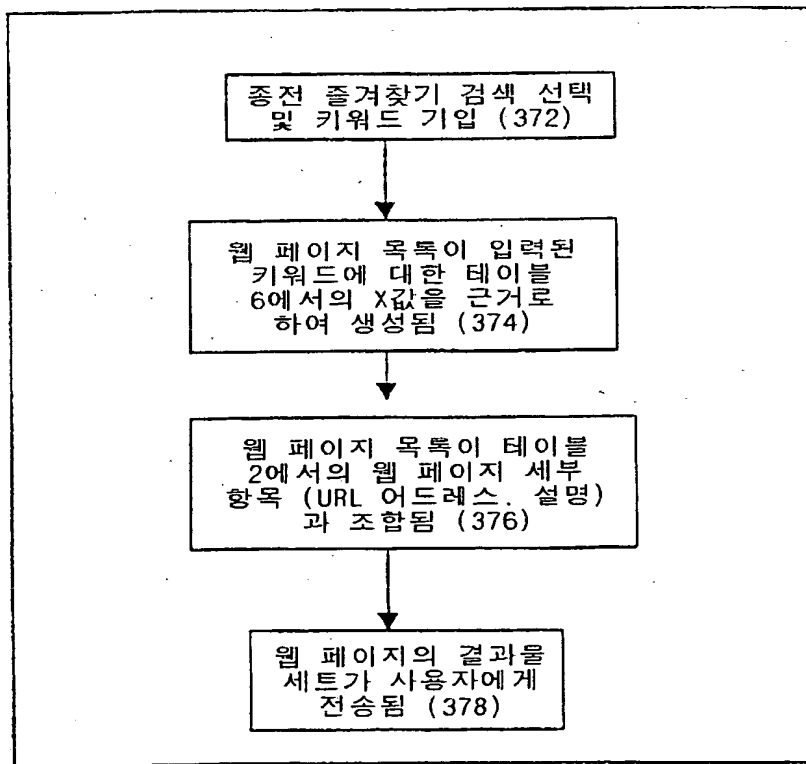 종전 즐겨찾기 검색 선택
및 키워드 기입 (372)
웹 페이지 목록이 입력된
키워드에 대한 테이블
6에서의 X값을 근거로
하여 생성됨 (374)
웹 페이지 목록이 테이블
2에서의 웹 페이지 세부
항목 (URL 어드레스. 설명)
과 조합됨 (376)
웹 페이지의 결과물
세트가 사용자에게
전송됨 (378)